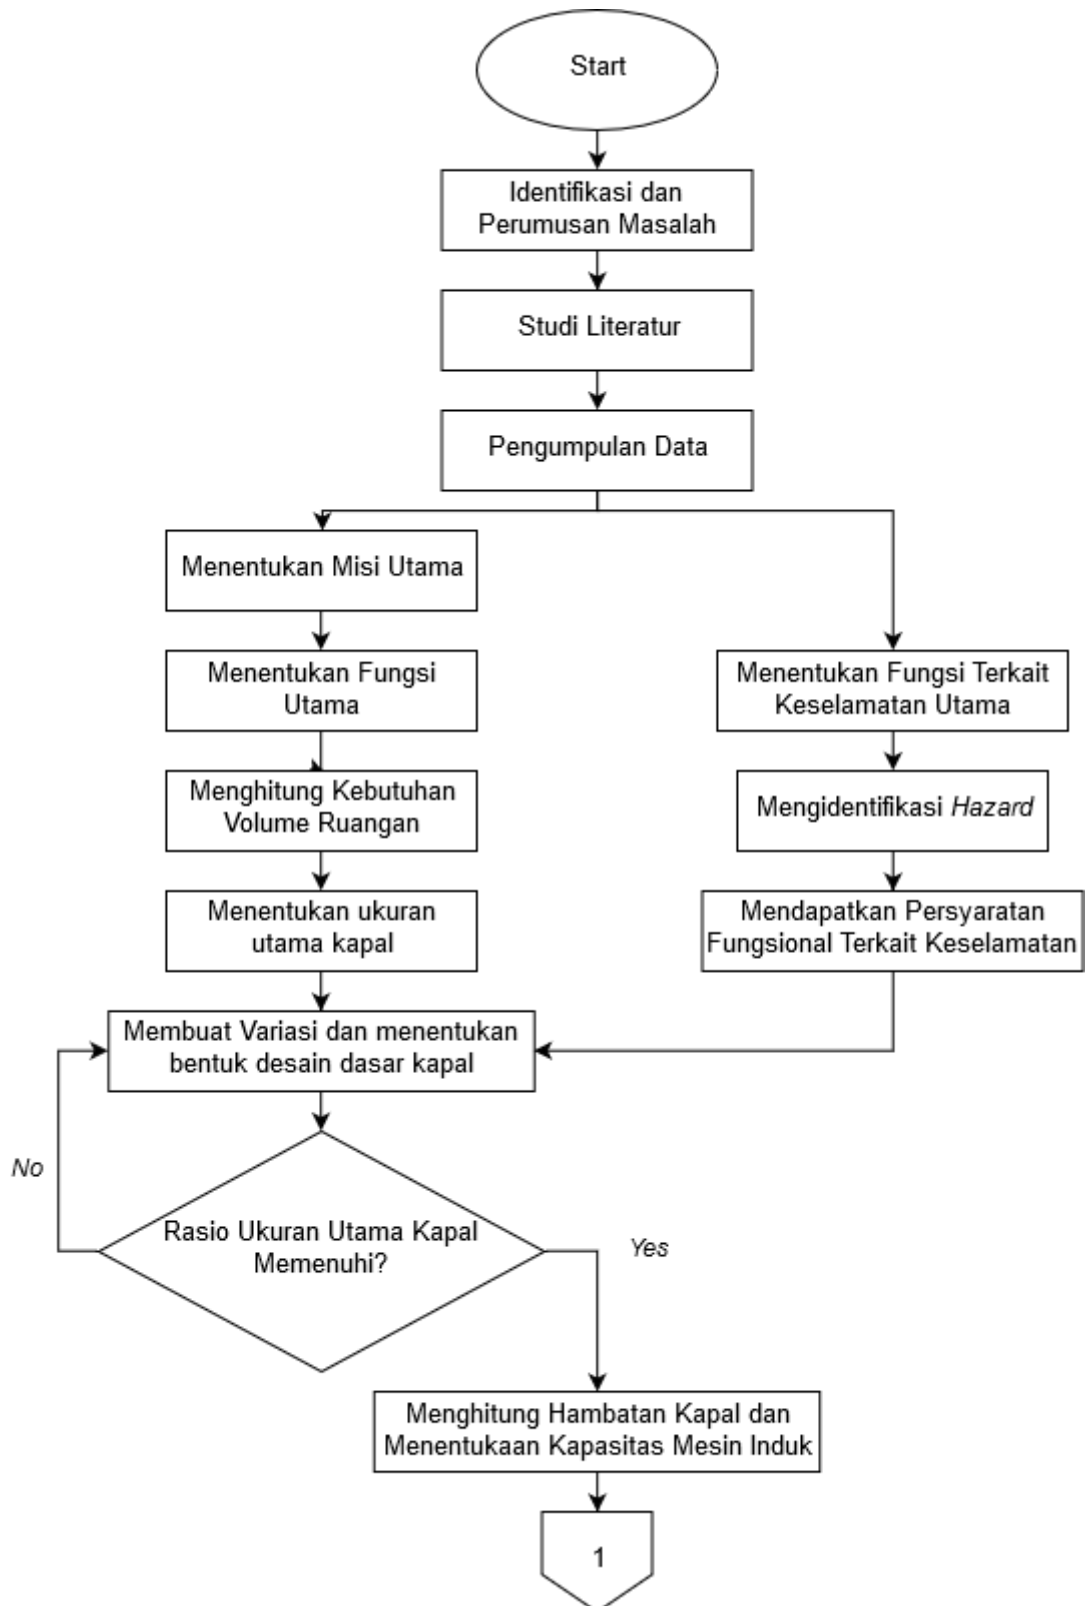 Start
Identifikasi dan
Perumusan Masalah
Studi Literatur
Pengumpulan Data
Menentukan Misi Utama
Menentukan Fungsi
Utama
Menentukan Fungsi Terkait
Keselamatan Utama
Menghitung Kebutuhan
Volume Ruangan
Mengidentifikasi Hazard
Menentukan ukuran
utama kapal
Mendapatkan Persyaratan
Fungsional Terkait Keselamatan
Membuat Variasi dan menentukan
bentuk desain dasar kapal
No
Rasio Ukuran Utama Kapal
Memenuhi?
Yes
Menghitung Hambatan Kapal dan
Menentukaan Kapasitas Mesin Induk
1